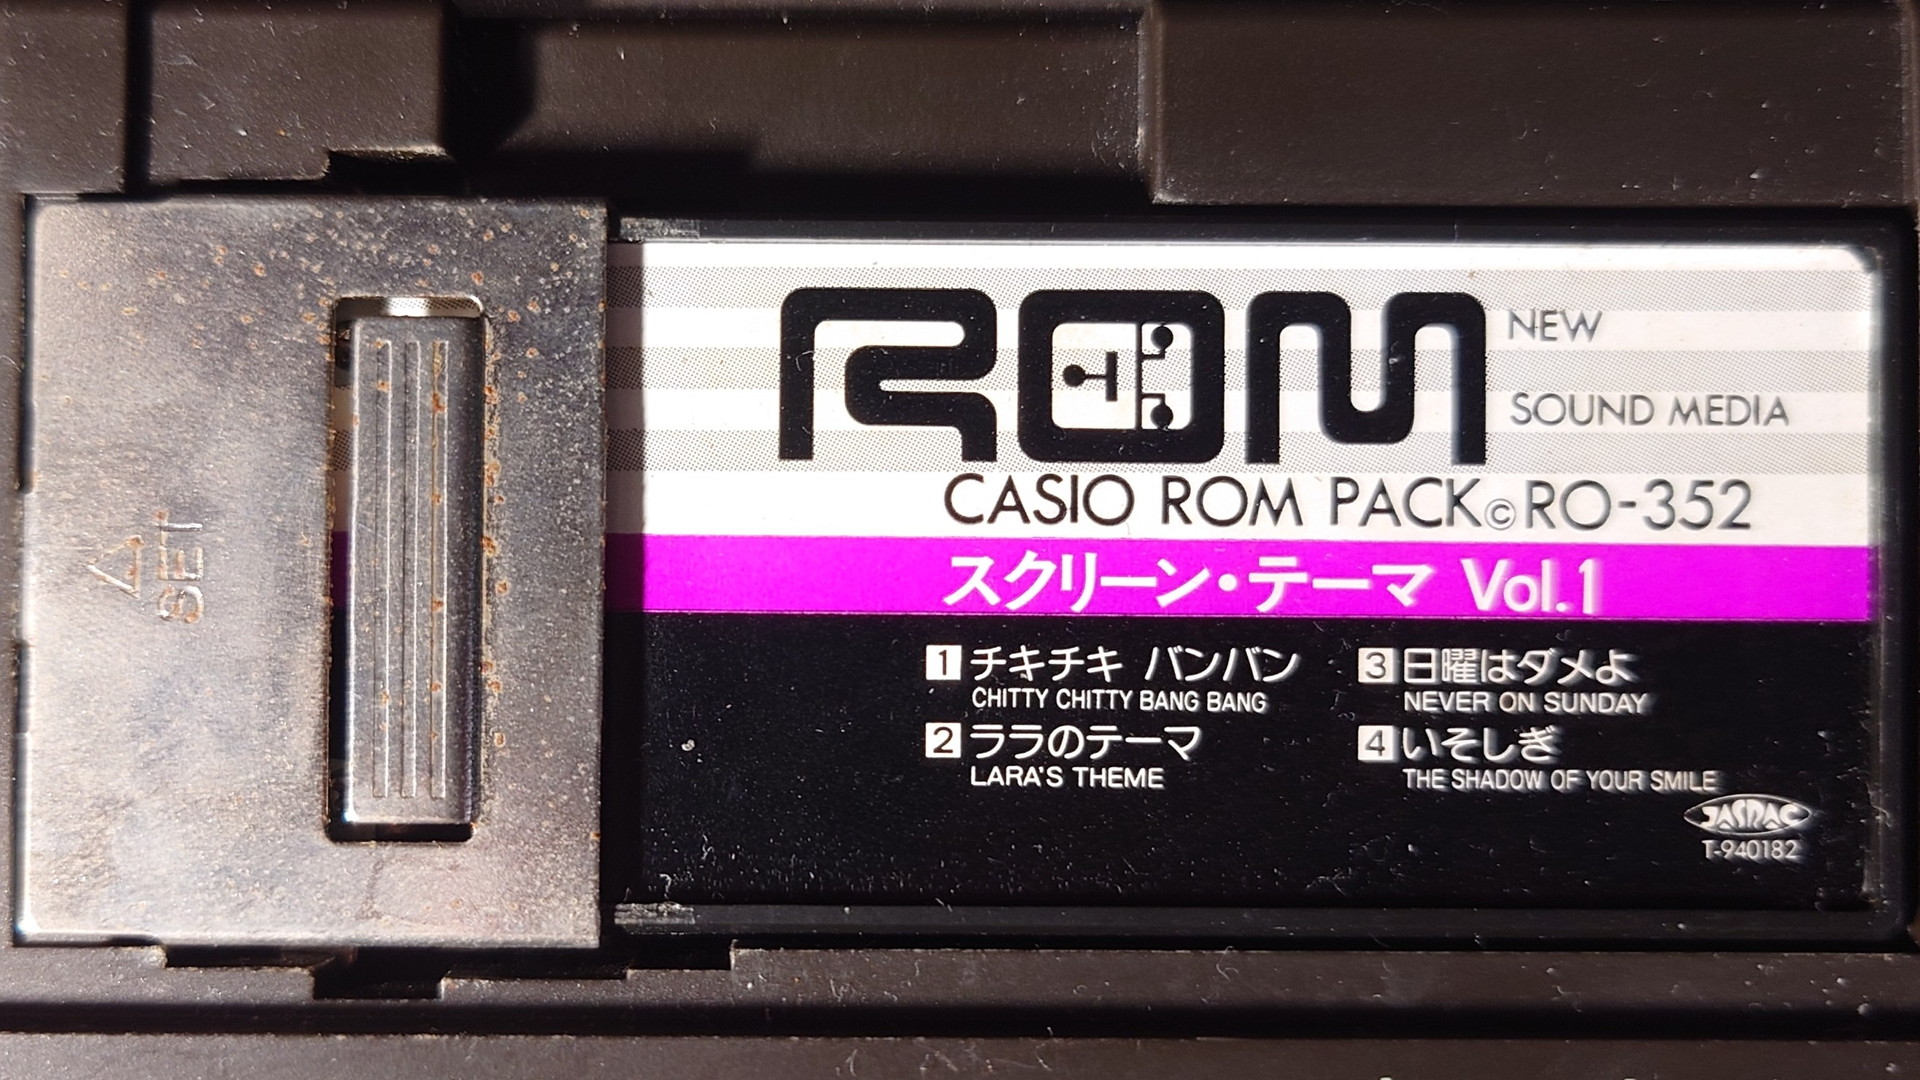 △
SET
ROM
NEW
SOUND MEDIA
CASIO ROM PACK©RO-352
スクリーン・テーマ Vol.1
1 チキチキ バンバン
CHITTY CHITTY BANG BANG
2 ララのテーマ
LARA'S THEME
3 日曜はダメよ
NEVER ON SUNDAY
4 いそしぎ
THE SHADOW OF YOUR SMILE
JASRAC
T-940182